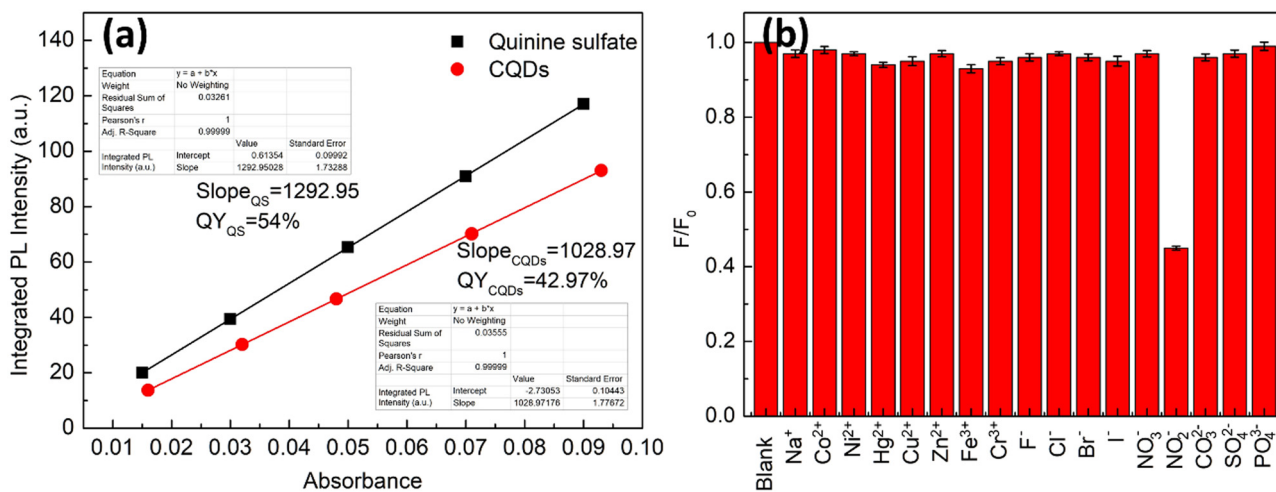 (a)
Quinine sulfate
CQDs
Equation y = a + b*x
Weight No Weighting
Residual Sum of Squares 0.03261
Pearson's r 1
Adj. R-Square 0.99999
Value Standard Error
Integrated PL Intercept 0.61354 0.09992
Intensity (a.u.) Slope 1292.95028 1.73288
Slope_QS=1292.95
QY_QS=54%
Slope_CQDs=1028.97
QY_CQDs=42.97%
Equation y = a + b*x
Weight No Weighting
Residual Sum of Squares 0.03555
Pearson's r 1
Adj. R-Square 0.99999
Value Standard Error
Integrated PL Intercept -2.73053 0.10443
Intensity (a.u.) Slope 1028.97176 1.77672
Integrated PL Intensity (a.u.)
140
120
100
80
60
40
20
0
0.01 0.02 0.03 0.04 0.05 0.06 0.07 0.08 0.09 0.10
Absorbance
(b)
F/F₀
1.0
0.8
0.6
0.4
0.2
0.0
Blank Na⁺ Co²⁺ Ni²⁺ Hg²⁺ Cu²⁺ Zn²⁺ Fe³⁺ Cr³⁺ F⁻ Cl⁻ Br⁻ I⁻ NO₃⁻ NO₂⁻ CO₃²⁻ SO₄²⁻ PO₄³⁻